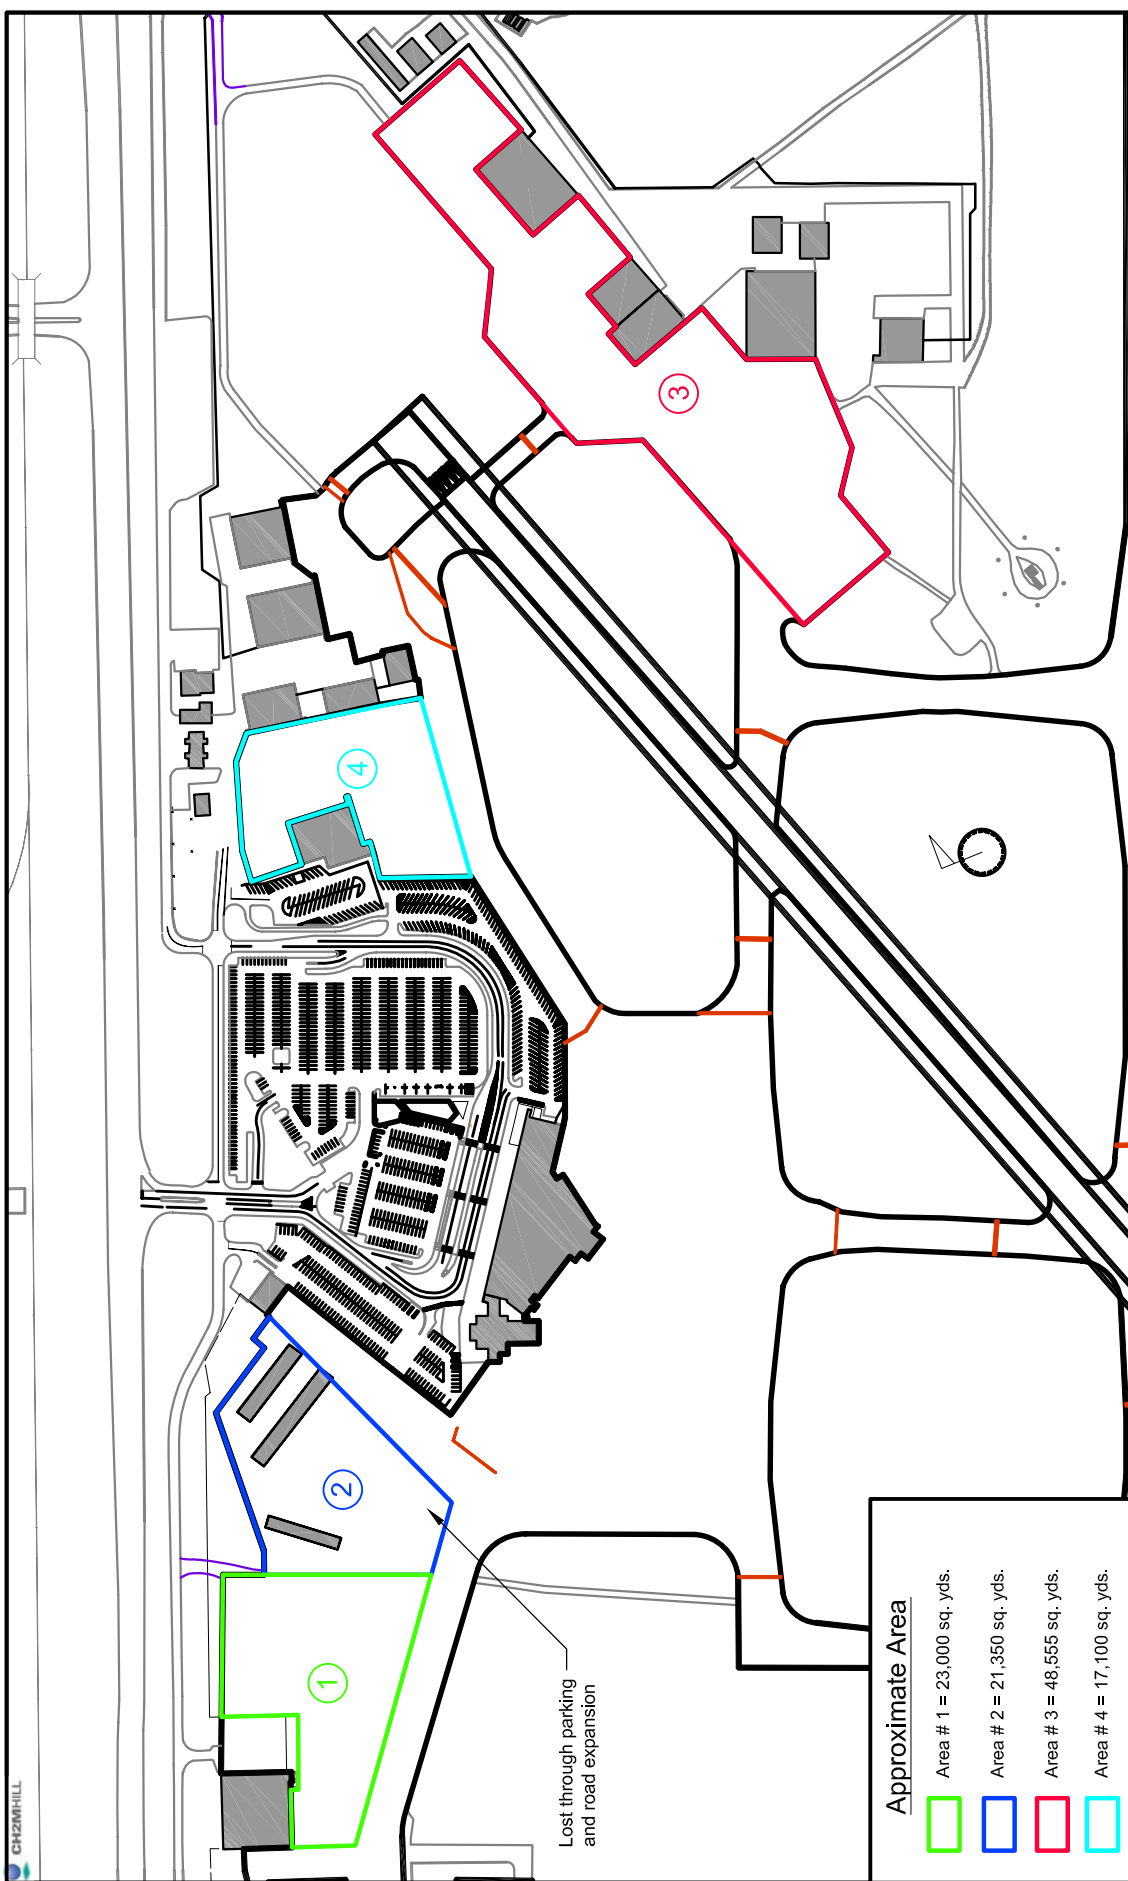 CH2MHILL
3
4
2
1
Lost through parking
and road expansion
Approximate Area
Area # 1 = 23,000 sq. yds.
Area # 2 = 21,350 sq. yds.
Area # 3 = 48,555 sq. yds.
Area # 4 = 17,100 sq. yds.